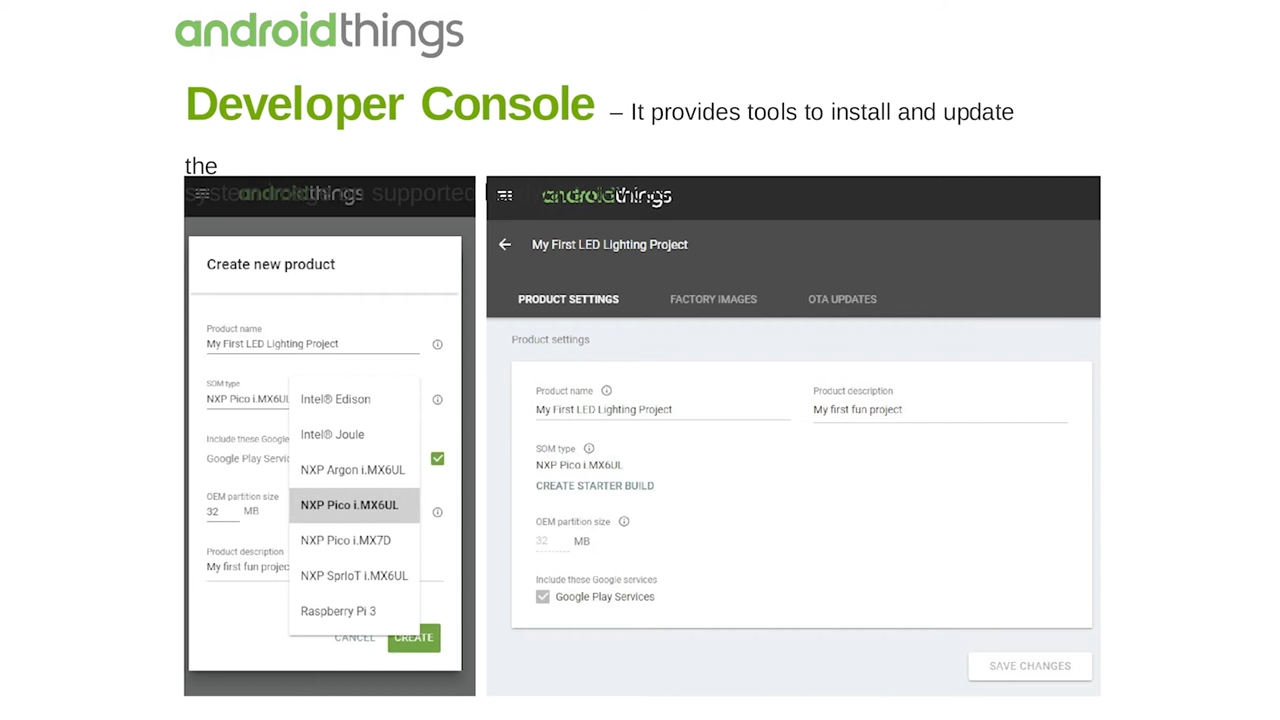 androidthings
Developer Console – It provides tools to install and update
the
supported
androidthings
Create new product
Product name
My First LED Lighting Project
SOM type
NXP Pico i.MX6UL
Intel® Edison
Intel® Joule
NXP Argon i.MX6UL
NXP Pico i.MX6UL
NXP Pico i.MX7D
NXP SprIoT i.MX6UL
Raspberry Pi 3
Include these Google
Google Play
OEM partition size
32 MB
Product description
My first fun
CANCEL CREATE
androidthings
My First LED Lighting Project
PRODUCT SETTINGS FACTORY IMAGES OTA UPDATES
Product settings
Product name Product description
My First LED Lighting Project My first fun project
SOM type
NXP Pico i.MX6UL
CREATE STARTER BUILD
OEM partition size
32 MB
Include these Google services
Google Play Services
SAVE CHANGES